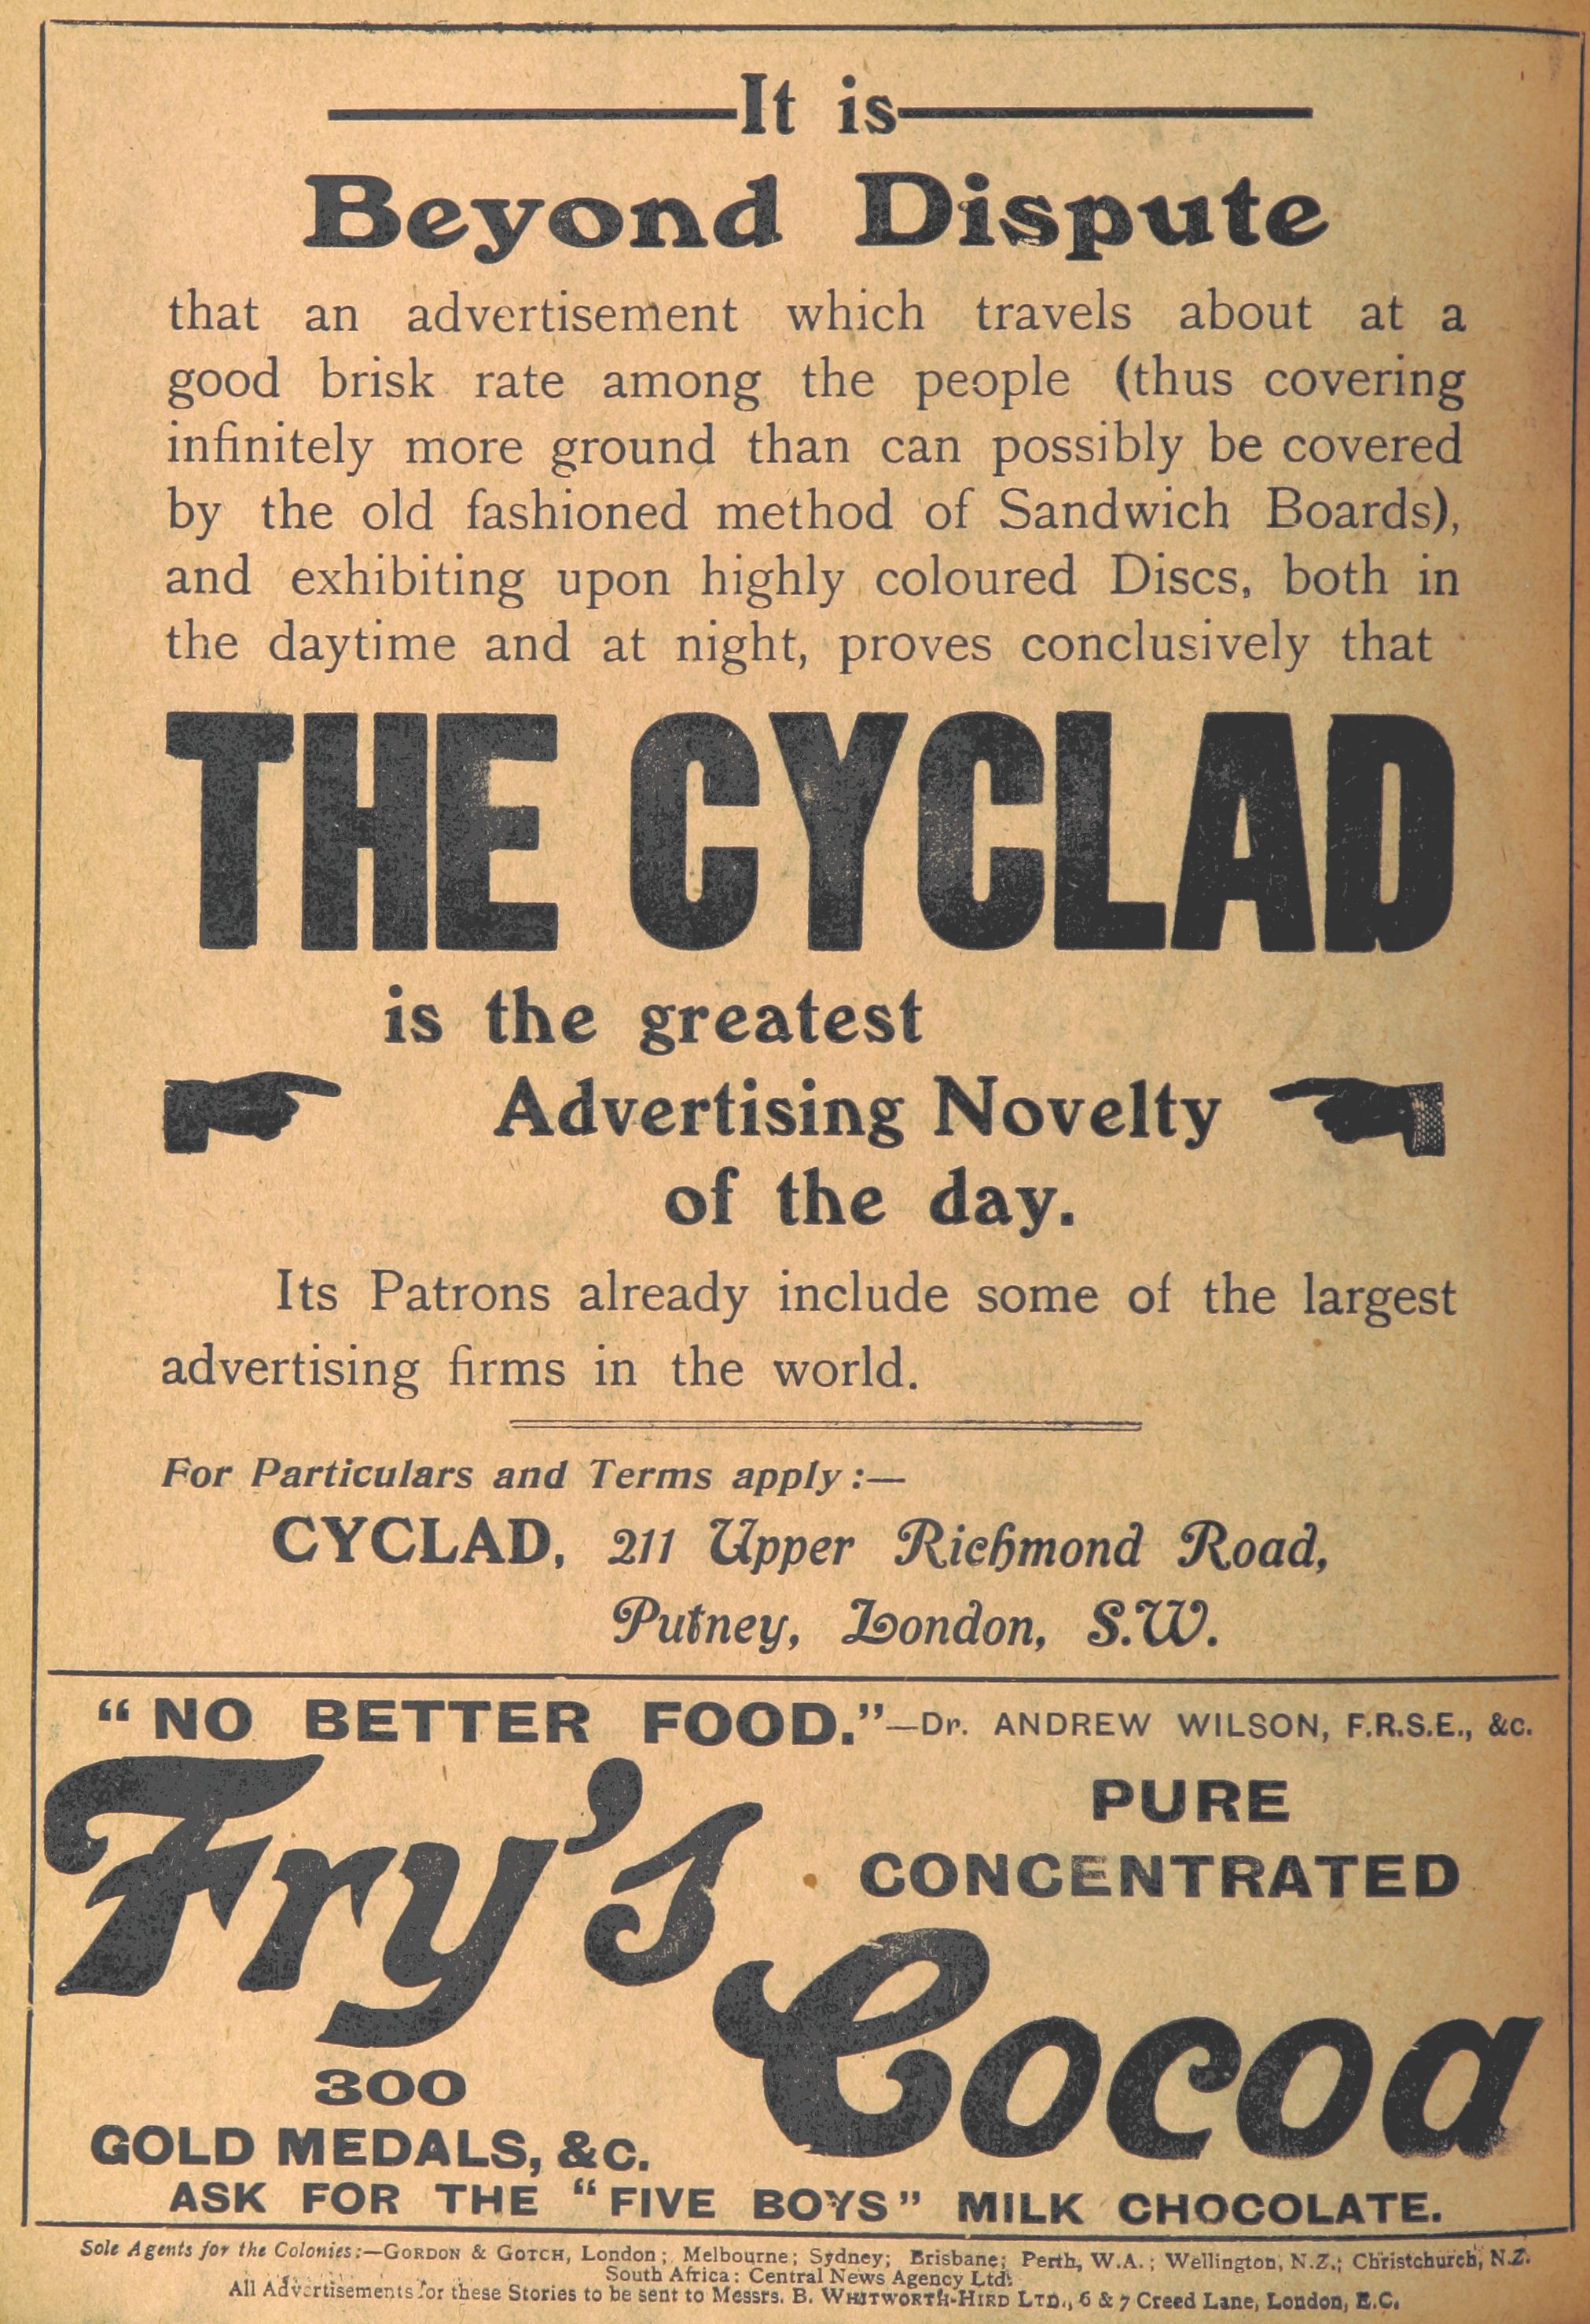 It is
Beyond Dispute
that an advertisement which travels about at a
good brisk rate among the people (thus covering
infinitely more ground than can possibly be covered
by the old fashioned method of Sandwich Boards),
and exhibiting upon highly coloured Discs, both in
the daytime and at night, proves conclusively that
THE CYCLAD
is the greatest
Advertising Novelty
of the day.
Its Patrons already include some of the largest
advertising firms in the world.
For Particulars and Terms apply:—
CYCLAD, 211 Upper Richmond Road,
Putney, London, S.W.
"NO BETTER FOOD."—Dr. ANDREW WILSON, F.R.S.E., &c.
Fry's
PURE
CONCENTRATED
Cocoa
300
GOLD MEDALS, &c.
ASK FOR THE "FIVE BOYS" MILK CHOCOLATE.
Sole Agents for the Colonies:—GORDON & GOTCH, London; Melbourne; Sydney; Brisbane; Perth, W.A.; Wellington, N.Z.; Christchurch, N.Z.
South Africa: Central News Agency Ltd.
All Advertisements for these Stories to be sent to Messrs. B. WHITWORTH-HIRD LTD., 6 & 7 Creed Lane, London, E.C.